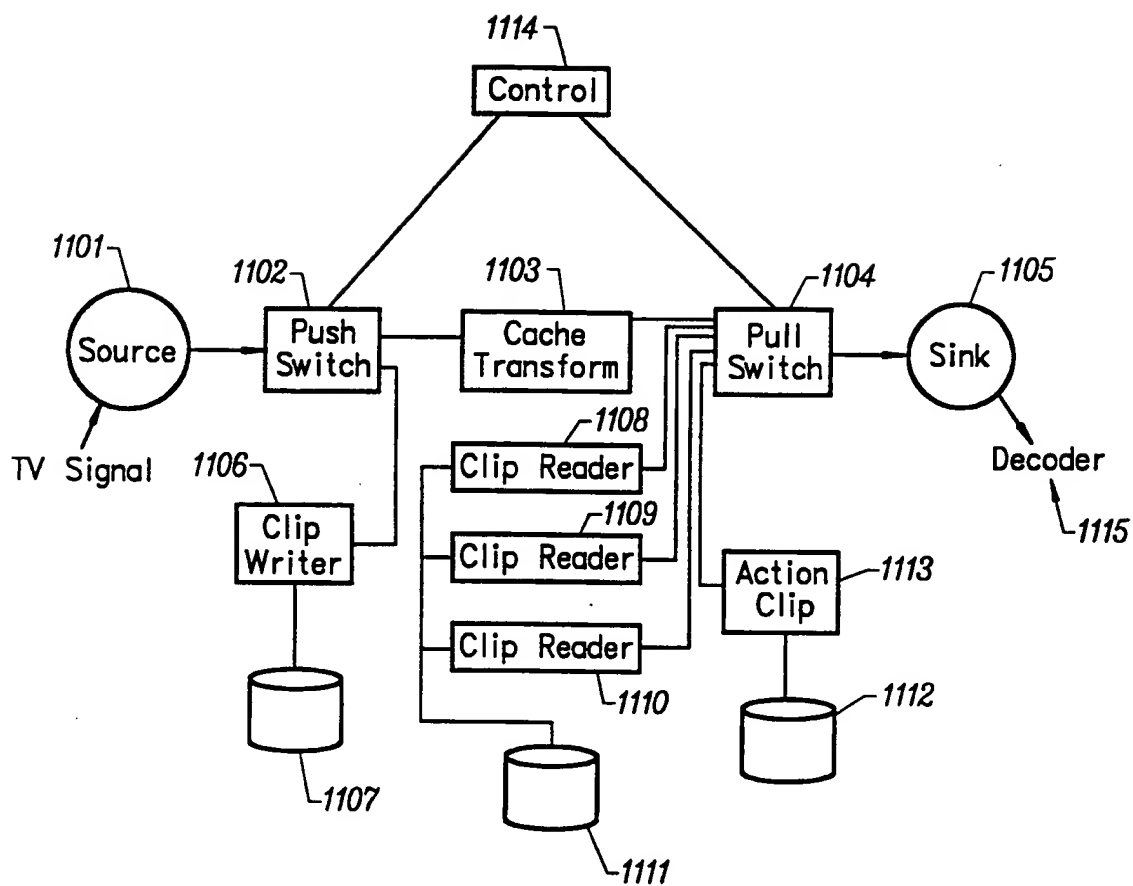 1114
Control
1101
1102
1103
1104
1105
Source
Push
Switch
Cache
Transform
Pull
Switch
Sink
TV Signal
1106
Clip
Writer
1107
1108
Clip Reader
1109
Clip Reader
Clip Reader
1110
1111
Action
Clip
1113
1112
Decoder
1115